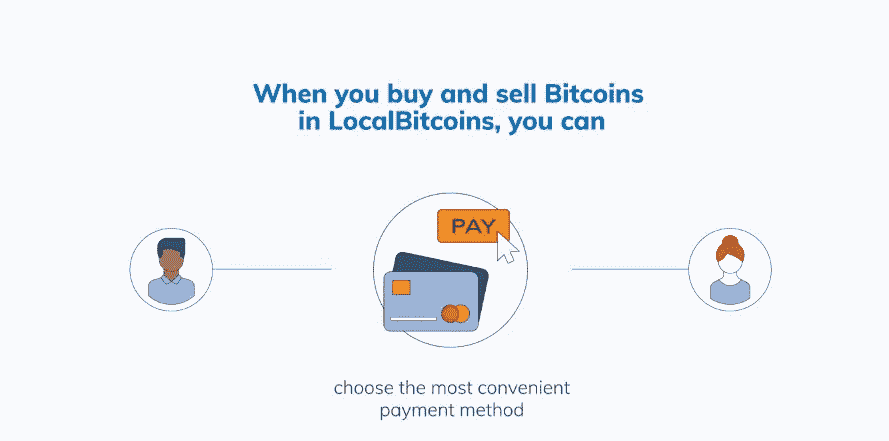 When you buy and sell Bitcoins
in LocalBitcoins, you can
PAY
choose the most convenient
payment method